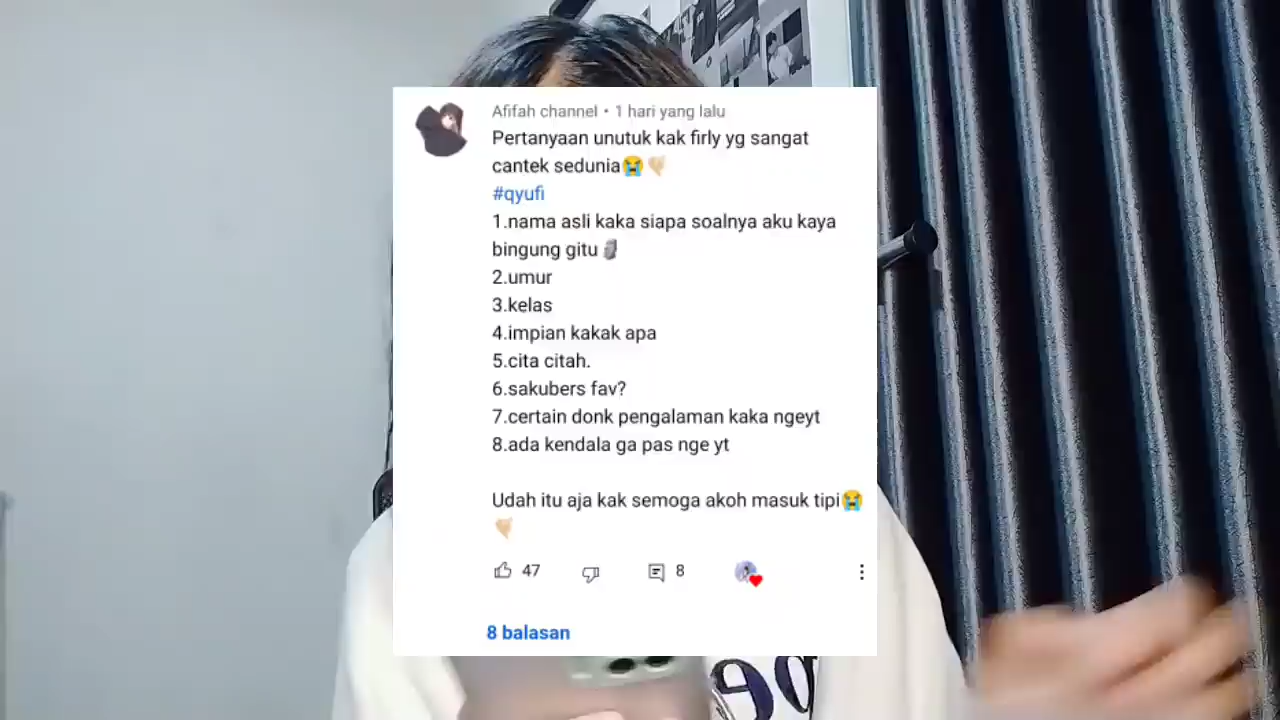 Afifah channel • 1 hari yang lalu
Pertanyaan unutuk kak firly yg sangat
cantek sedunia😭🤏🏻
#qyufi
1.nama asli kaka siapa soalnya aku kaya
bingung gitu🗿
2.umur
3.kelas
4.impian kakak apa
5.cita citah.
6.sakubers fav?
7.certain donk pengalaman kaka ngeyt
8.ada kendala ga pas nge yt
Udah itu aja kak semoga akoh masuk tipi😭
🤏🏻
47
8
8 balasan